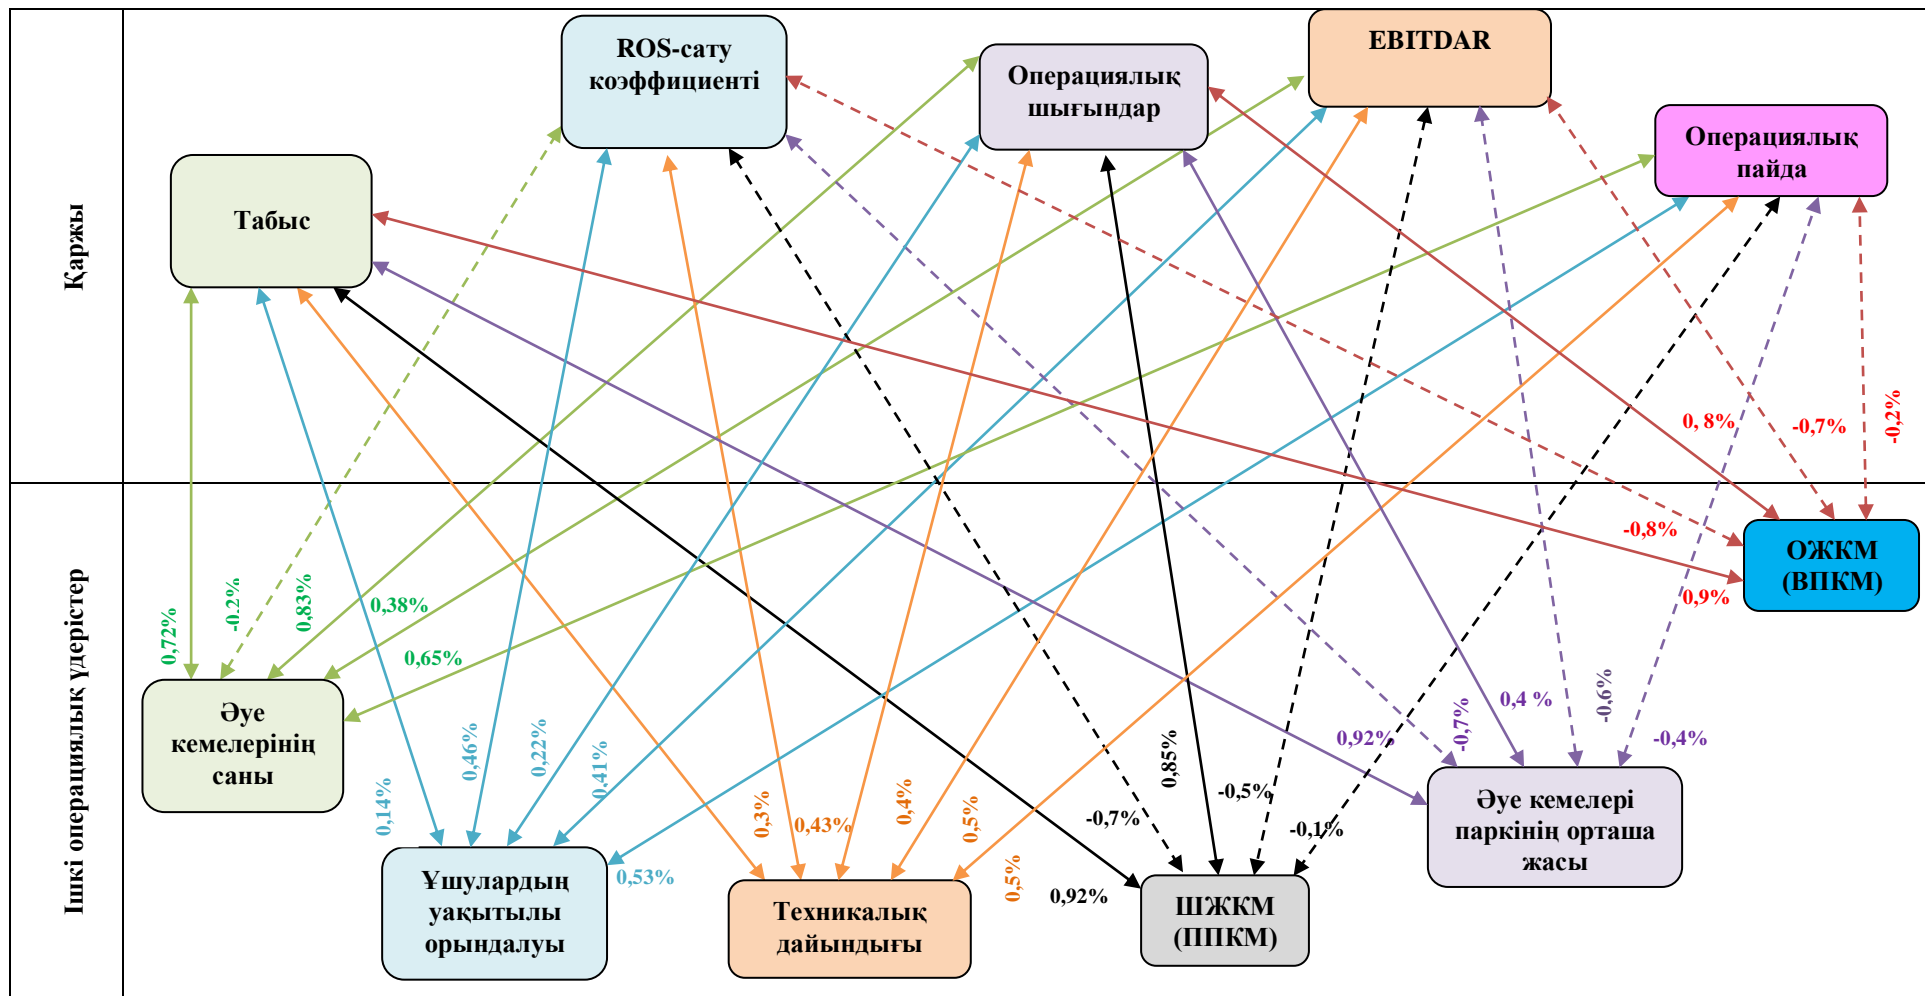 Қаржы
ROS-сату
коэффициенті
Операциялық
шығындар
EBITDAR
Операциялық
пайда
Табыс
0, 8%
-0,7%
-0,2%
-0,8%
0,9%
ОЖКМ
(ВПКМ)
Ішкі операциялық үдерістер
0,72%
-0.2%
0,83%
0,38%
0,65%
Әуе
кемелерінің
саны
0,14%
0,46%
0,22%
0.41%
0,53%
Ұшулардың
уақытылы
орындалуы
0,3%
0,43%
0,4%
0,5%
0,5%
Техникалық
дайындығы
-0,7%
0,85%
-0,5%
-0,1%
0,92%
ШЖКМ
(ППКМ)
0,92%
-0,7%
0,4 %
-0,6%
-0,4%
Әуе кемелері
паркінің орташа
жасы